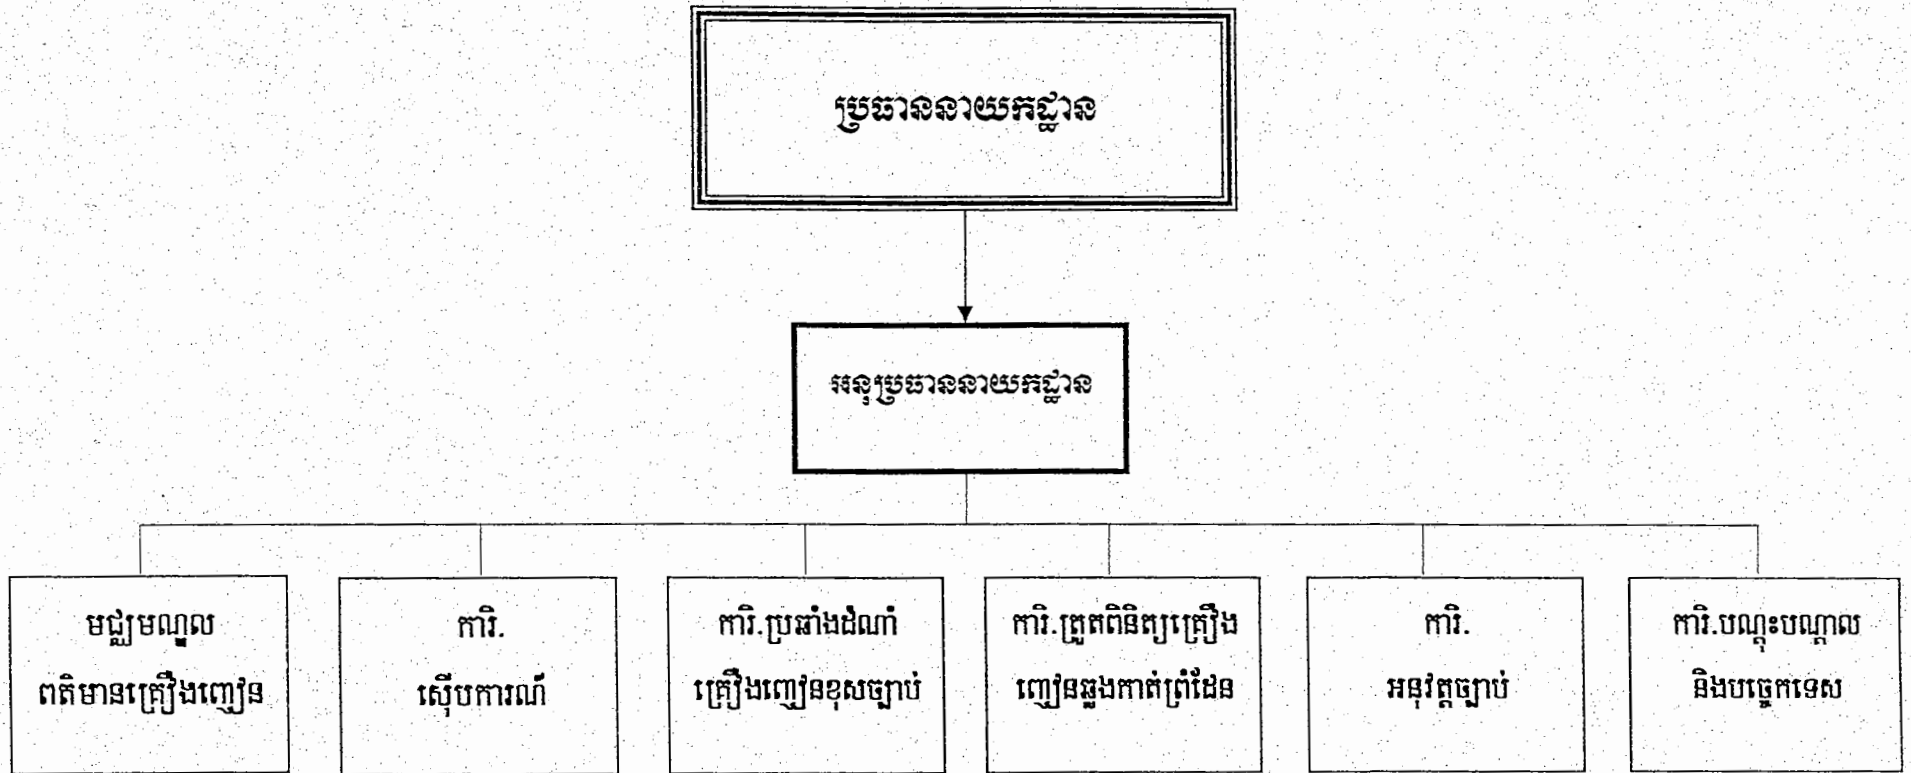 ប្រធាននាយកដ្ឋាន
អនុប្រធាននាយកដ្ឋាន
មជ្ឈមណ្ឌល
ពត៌មានគ្រឿងញៀន
ការិ.
ស៊ើបការណ៍
ការិ.ប្រឆាំងដំណាំ
គ្រឿងញៀនខុសច្បាប់
ការិ.ត្រួតពិនិត្យគ្រឿង
ញៀនឆ្លងកាត់ព្រំដែន
ការិ.
អនុវត្តច្បាប់
ការិ.បណ្តុះបណ្តាល
និងបច្ចេកទេស